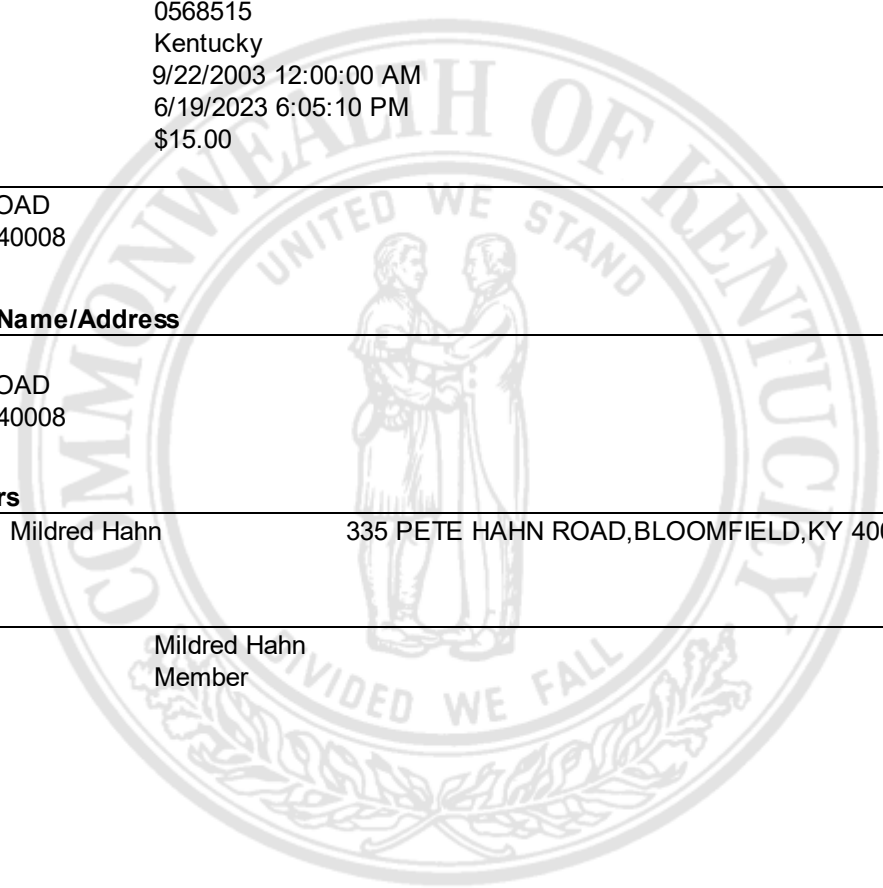 0568515
Kentucky
9/22/2003 12:00:00 AM
6/19/2023 6:05:10 PM
$15.00
OAD
40008
Name/Address
OAD
40008
rs
Mildred Hahn 335 PETE HAHN ROAD,BLOOMFIELD,KY 400
Mildred Hahn
Member
COMMONWEALTH OF KENTUCKY
UNITED WE STAND
DIVIDED WE FALL